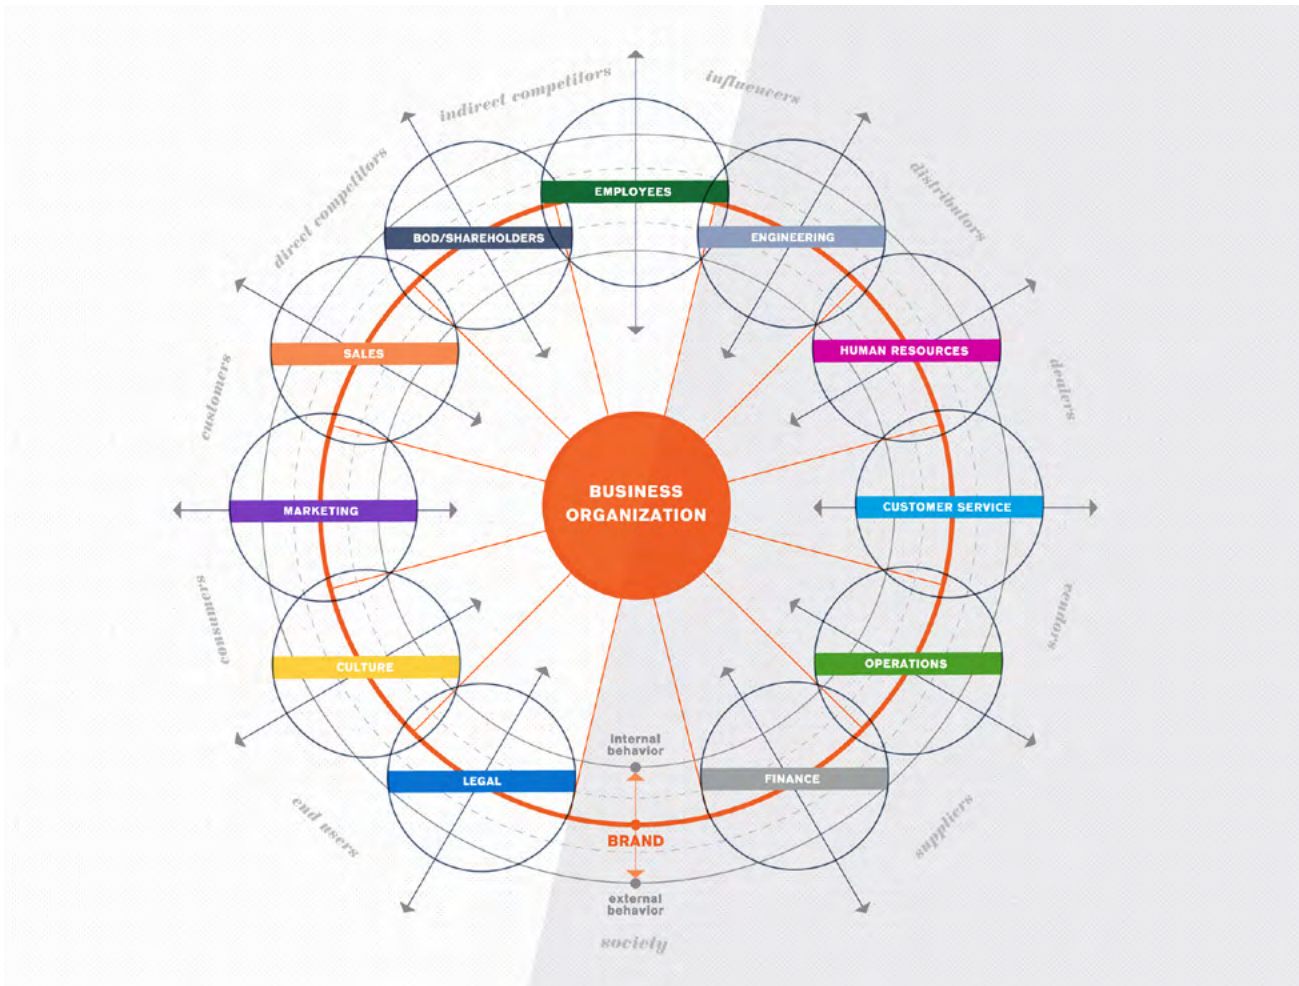 indirect competitors
influencers
direct competitors
distributors
EMPLOYEES
BOD/SHAREHOLDERS
ENGINEERING
SALES
HUMAN RESOURCES
customers
dealers
BUSINESS
ORGANIZATION
MARKETING
CUSTOMER SERVICE
consumers
vendors
CULTURE
OPERATIONS
internal
behavior
LEGAL
FINANCE
BRAND
end users
suppliers
external
behavior
society